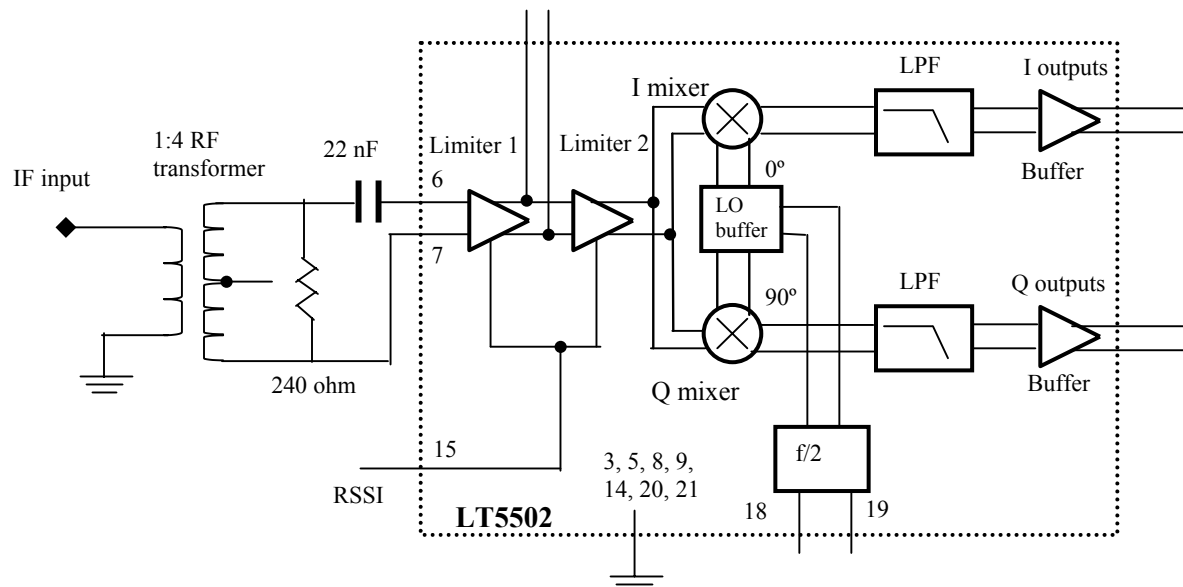 LPF
I outputs
I mixer
1:4 RF
transformer
22 nF
Limiter 1
Limiter 2
IF input
6
0º
Buffer
LO
buffer
7
90º
LPF
Q outputs
240 ohm
Q mixer
Buffer
15
3, 5, 8, 9,
14, 20, 21
f/2
RSSI
18
19
LT5502